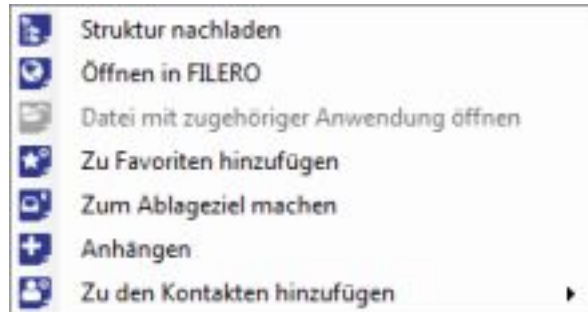 Struktur nachladen
Öffnen in FILERO
Datei mit zugehöriger Anwendung öffnen
Zu Favoriten hinzufügen
Zum Ablageziel machen
Anhängen
Zu den Kontakten hinzufügen